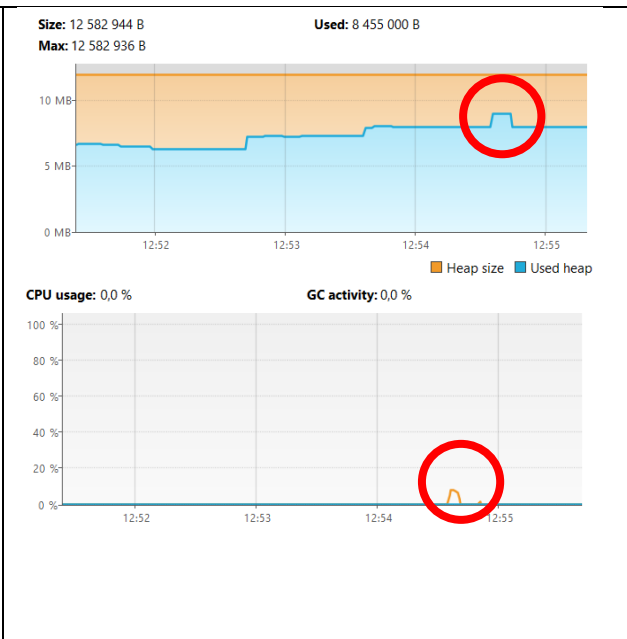 Size: 12 582 944 B Used: 8 455 000 B
Max: 12 582 936 B
10 MB
5 MB
0 MB
12:52 12:53 12:54 12:55
Heap size Used heap
CPU usage: 0,0 % GC activity: 0,0 %
100 %
80 %
60 %
40 %
20 %
0 %
12:52 12:53 12:54 12:55